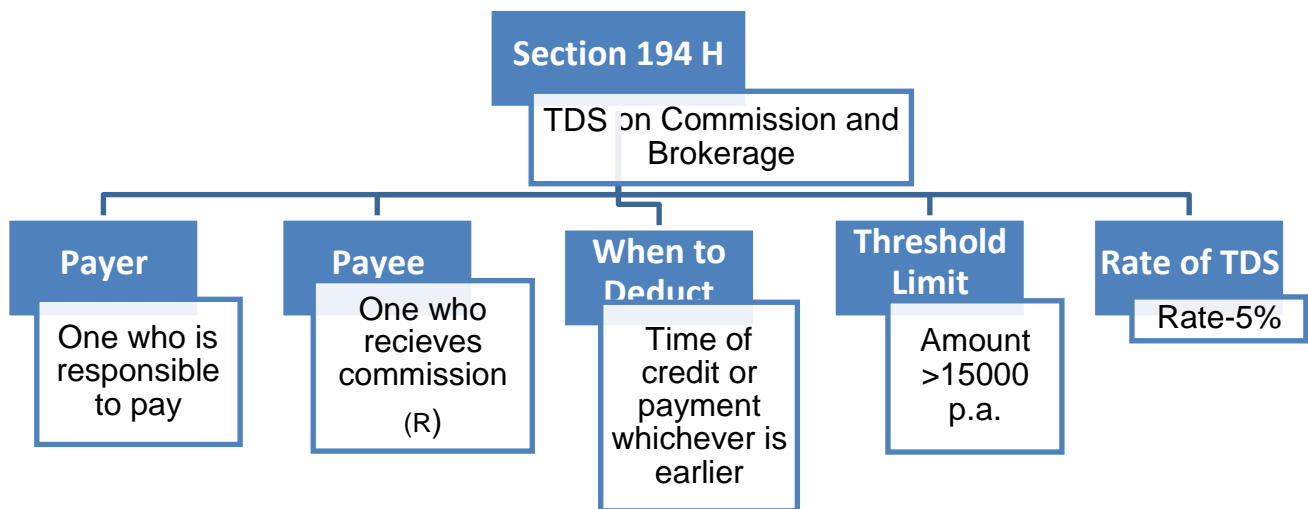 Section 194 H
TDS on Commission and
Brokerage
Payer
One who is
responsible
to pay
Payee
One who
recieves
commission
(R)
When to
Deduct
Time of
credit or
payment
whichever is
earlier
Threshold
Limit
Amount
>15000
p.a.
Rate of TDS
Rate-5%